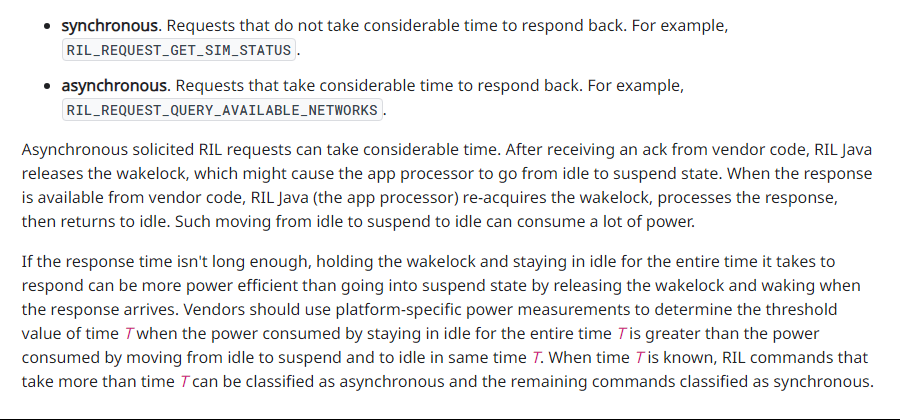 • synchronous. Requests that do not take considerable time to respond back. For example,
RIL_REQUEST_GET_SIM_STATUS.
• asynchronous. Requests that take considerable time to respond back. For example,
RIL_REQUEST_QUERY_AVAILABLE_NETWORKS.
Asynchronous solicited RIL requests can take considerable time. After receiving an ack from vendor code, RIL Java
releases the wakelock, which might cause the app processor to go from idle to suspend state. When the response
is available from vendor code, RIL Java (the app processor) re-acquires the wakelock, processes the response,
then returns to idle. Such moving from idle to suspend to idle can consume a lot of power.
If the response time isn't long enough, holding the wakelock and staying in idle for the entire time it takes to
respond can be more power efficient than going into suspend state by releasing the wakelock and waking when
the response arrives. Vendors should use platform-specific power measurements to determine the threshold
value of time T when the power consumed by staying in idle for the entire time T is greater than the power
consumed by moving from idle to suspend and to idle in same time T. When time T is known, RIL commands that
take more than time T can be classified as asynchronous and the remaining commands classified as synchronous.